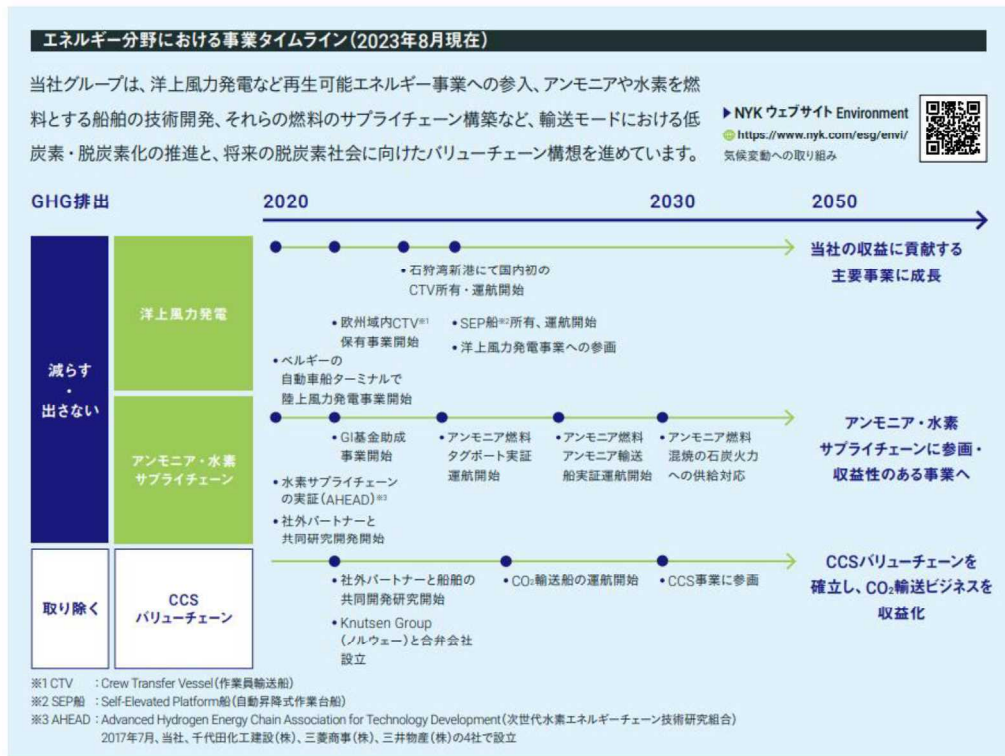 エネルギー分野における事業タイムライン(2023年8月現在)
当社グループは、洋上風力発電など再生可能エネルギー事業への参入、アンモニアや水素を燃
料とする船舶の技術開発、それらの燃料のサプライチェーン構築など、輸送モードにおける低
炭素・脱炭素化の推進と、将来の脱炭素社会に向けたバリューチェーン構想を進めています。
▶NYK ウェブサイト Environment
https://www.nyk.com/esg/envi/
気候変動への取り組み
GHG排出
2020
2030
2050
減らす
・
出さない
洋上風力発電
• 石狩湾新港にて国内初の
CTV所有・運航開始
• 欧州域内CTV※1
保有事業開始
• SEP船※2所有、運航開始
• 洋上風力発電事業への参画
• ベルギーの
自動車船ターミナルで
陸上風力発電事業開始
当社の収益に貢献する
主要事業に成長
アンモニア・水素
サプライチェーン
• GI基金助成
事業開始
• アンモニア燃料
タグボート実証
運航開始
• アンモニア燃料
アンモニア輸送
船実証運航開始
• アンモニア燃料
混焼の石炭火力
への供給対応
• 水素サプライチェーン
の実証(AHEAD)※3
• 社外パートナーと
共同研究開発開始
アンモニア・水素
サプライチェーンに参画・
収益性のある事業へ
取り除く
CCS
バリューチェーン
• 社外パートナーと船舶の
共同開発研究開始
• Knutsen Group
(ノルウェー)と合弁会社
設立
• CO₂輸送船の運航開始
• CCS事業に参画
CCSバリューチェーンを
確立し、CO₂輸送ビジネスを
収益化
※1 CTV :Crew Transfer Vessel(作業員輸送船)
※2 SEP船 :Self-Elevated Platform船(自動昇降式作業台船)
※3 AHEAD:Advanced Hydrogen Energy Chain Association for Technology Development(次世代水素エネルギーチェーン技術研究組合)
2017年7月、当社、千代田化工建設(株)、三菱商事(株)、三井物産(株)の4社で設立